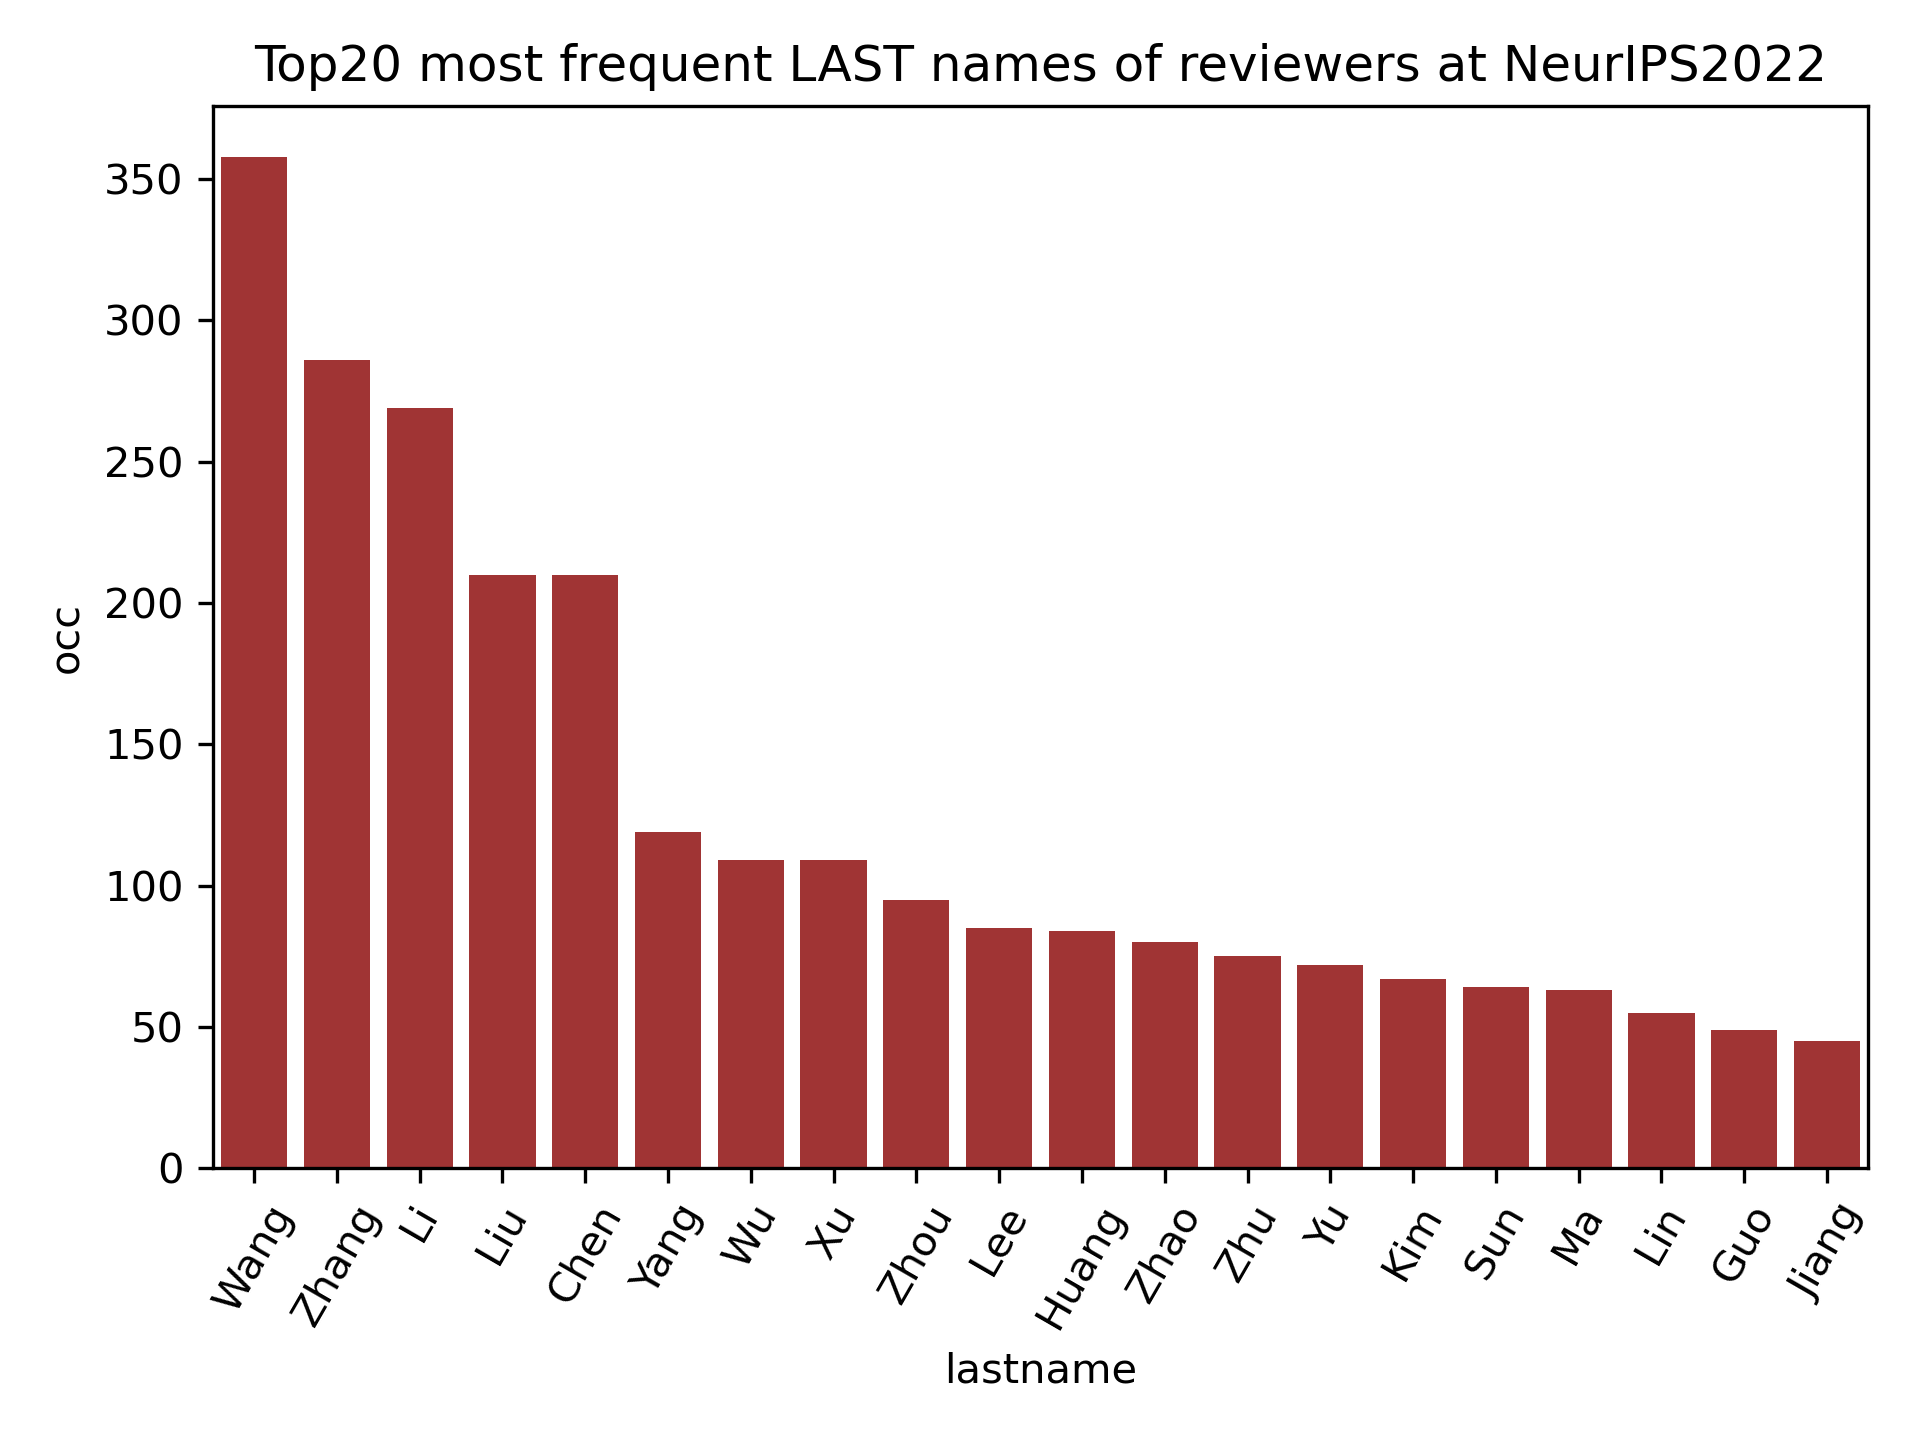 Top20 most frequent LAST names of reviewers at NeurIPS2022
350
300
250
200
150
100
50
0
occ
Wang
Zhang
Li
Liu
Chen
Yang
Wu
Xu
Zhou
Lee
Huang
Zhao
Zhu
Yu
Kim
Sun
Ma
Lin
Guo
Jiang
lastname